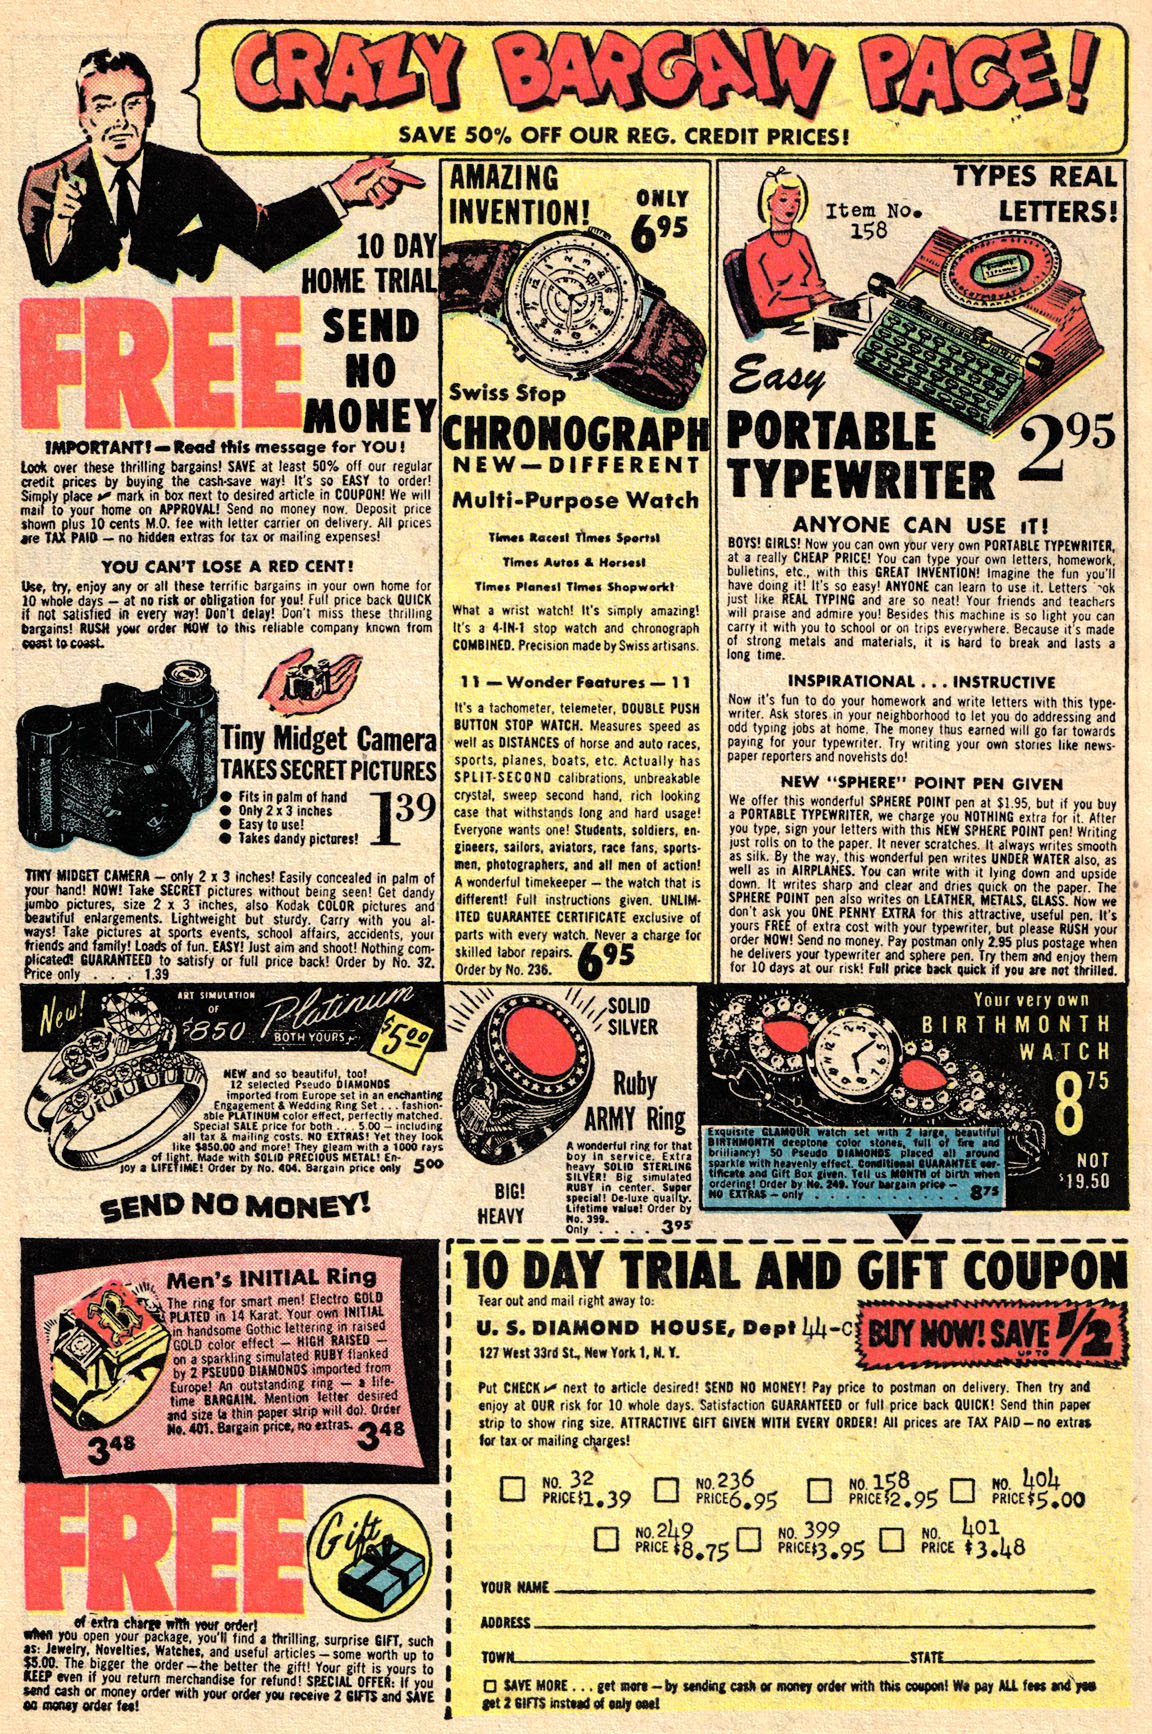 CRAZY BARGAIN PAGE!
SAVE 50% OFF OUR REG. CREDIT PRICES!
10 DAY
HOME TRIAL
FREE
SEND
NO
MONEY
IMPORTANT! — Read this message for YOU!
Look over these thrilling bargains! SAVE at least 50% off our regular
credit prices by buying the cash-save way! It's so EASY to order!
Simply place ✔ mark in box next to desired article in COUPON! We will
mail to your home on APPROVAL! Send no money now. Deposit price
shown plus 10 cents M.O. fee with letter carrier on delivery. All prices
are TAX PAID — no hidden extras for tax or mailing expenses!
YOU CAN'T LOSE A RED CENT!
Use, try, enjoy any or all these terrific bargains in your own home for
10 whole days — at no risk or obligation for you! Full price back QUICK
if not satisfied in every way! Don't delay! Don't miss these thrilling
bargains! RUSH your order NOW to this reliable company known from
coast to coast.
Tiny Midget Camera
TAKES SECRET PICTURES
● Fits in palm of hand
● Only 2 x 3 inches
● Easy to use!
● Takes dandy pictures!
1 39
TINY MIDGET CAMERA — only 2 x 3 inches! Easily concealed in palm of
your hand! NOW! Take SECRET pictures without being seen! Get dandy
jumbo pictures, size 2 x 3 inches, also Kodak COLOR pictures and
beautiful enlargements. Lightweight but sturdy. Carry with you al-
ways! Take pictures at sports events, school affairs, accidents, your
friends and family! Loads of fun. EASY! Just aim and shoot! Nothing com-
plicated! GUARANTEED to satisfy or full price back! Order by No. 32.
Price only . . . . 1.39
AMAZING
INVENTION!
ONLY
6 95
Swiss Stop
CHRONOGRAPH
NEW—DIFFERENT
Multi-Purpose Watch
Times Races! Times Sports!
Times Autos & Horses!
Times Planes! Times Shopwork!
What a wrist watch! It's simply amazing!
It's a 4-IN-1 stop watch and chronograph
COMBINED. Precision made by Swiss artisans.
11 — Wonder Features — 11
It's a tachometer, telemeter, DOUBLE PUSH
BUTTON STOP WATCH. Measures speed as
well as DISTANCES of horse and auto races,
sports, planes, boats, etc. Actually has
SPLIT-SECOND calibrations, unbreakable
crystal, sweep second hand, rich looking
case that withstands long and hard usage!
Everyone wants one! Students, soldiers, en-
gineers, sailors, aviators, race fans, sports-
men, photographers, and all men of action!
A wonderful timekeeper — the watch that is
different! Full instructions given. UNLIM-
ITED GUARANTEE CERTIFICATE exclusive of
parts with every watch. Never a charge for
skilled labor repairs.
Order by No. 236. 6 95
TYPES REAL
LETTERS!
Item No.
158
Easy
PORTABLE
TYPEWRITER
2 95
ANYONE CAN USE IT!
BOYS! GIRLS! Now you can own your very own PORTABLE TYPEWRITER,
at a really CHEAP PRICE! You can type your own letters, homework,
bulletins, etc., with this GREAT INVENTION! Imagine the fun you'll
have doing it! It's so easy! ANYONE can learn to use it. Letters
just like REAL TYPING and are so neat! Your friends and teachers
will praise and admire you! Besides this machine is so light you can
carry it with you to school or on trips everywhere. Because it's made
of strong metals and materials, it is hard to break and lasts a
long time.
INSPIRATIONAL . . . INSTRUCTIVE
Now it's fun to do your homework and write letters with this type-
writer. Ask stores in your neighborhood to let you do addressing and
odd typing jobs at home. The money thus earned will go far towards
paying for your typewriter. Try writing your own stories like news-
paper reporters and novelists do!
NEW "SPHERE" POINT PEN GIVEN
We offer this wonderful SPHERE POINT pen at $1.95, but if you buy
a PORTABLE TYPEWRITER, we charge you NOTHING extra for it. After
you type, sign your letters with this NEW SPHERE POINT pen! Writing
just rolls on to the paper. It never scratches. It always writes smooth
as silk. By the way, this wonderful pen writes UNDER WATER also, as
well as in AIRPLANES. You can write with it lying down and upside
down. It writes sharp and clear and dries quick on the paper. The
SPHERE POINT pen also writes on LEATHER, METALS, GLASS. Now we
don't ask you ONE PENNY EXTRA for this attractive, useful pen. It's
yours FREE of extra cost with your typewriter, but please RUSH your
order NOW! Send no money. Pay postman only 2.95 plus postage when
he delivers your typewriter and sphere pen. Try them and enjoy them
for 10 days at our risk! Full price back quick if you are not thrilled.
New!
ART SIMULATION
OF
$850 Platinum
BOTH YOURS
$5.00
NEW and so beautiful, too!
12 selected Pseudo DIAMONDS
imported from Europe set in an enchanting
Engagement & Wedding Ring Set . . . fashion-
able PLATINUM color effect, perfectly matched.
Special SALE price for both . . . 5.00 — including
all tax & mailing costs. NO EXTRAS! Yet they look
like $850.00 and more! They gleam with a 1000 rays
of light. Made with SOLID PRECIOUS METAL! En-
joy a LIFETIME! Order by No. 404. Bargain price only 5 00
SEND NO MONEY!
SOLID
SILVER
Ruby
ARMY Ring
BIG!
HEAVY
A wonderful ring for that
boy in service. Extra
heavy SOLID STERLING
SILVER! Big simulated
RUBY in center. Super
special! De-luxe quality.
Lifetime value! Order by
No. 399.
Only . . . . . 3 95
Your very own
BIRTHMONTH
WATCH
8 75
NOT
$19.50
Exquisite GLAMOUR watch set with 2 large, beautiful
BIRTHMONTH deeptone color stones, full of fire and
brilliancy! 50 Pseudo DIAMONDS placed all around
sparkle with heavenly effect. Conditional GUARANTEE cer-
tificate and Gift Box given. Tell us MONTH of birth when
ordering! Order by No. 249. Your bargain price —
NO EXTRAS — only . . . . 8 75
Men's INITIAL Ring
The ring for smart men! Electro GOLD
PLATED in 14 Karat. Your own INITIAL
in handsome Gothic lettering in raised
GOLD color effect — HIGH RAISED —
on a sparkling simulated RUBY flanked
by 2 PSEUDO DIAMONDS imported from
Europe! An outstanding ring — a life-
time BARGAIN. Mention letter desired
and size (a thin paper strip will do). Order
No. 401. Bargain price, no extras. 3 48
3 48
B
FREE
Gift
of extra charge with your order!
When you open your package, you'll find a thrilling, surprise GIFT, such
as: Jewelry, Novelties, Watches, and useful articles — some worth up to
$5.00. The bigger the order — the better the gift! Your gift is yours to
KEEP even if you return merchandise for refund! SPECIAL OFFER: If you
send cash or money order with your order you receive 2 GIFTS and SAVE
on money order fee!
10 DAY TRIAL AND GIFT COUPON
Tear out and mail right away to:
U. S. DIAMOND HOUSE, Dept 44-C
127 West 33rd St., New York 1, N. Y.
BUY NOW! SAVE UP TO 1/2
Put CHECK ✔ next to article desired! SEND NO MONEY! Pay price to postman on delivery. Then try and
enjoy at OUR risk for 10 whole days. Satisfaction GUARANTEED or full price back QUICK! Send thin paper
strip to show ring size. ATTRACTIVE GIFT GIVEN WITH EVERY ORDER! All prices are TAX PAID — no extras
for tax or mailing charges!
☐ NO. 32 PRICE $1.39 ☐ NO. 236 PRICE 6.95 ☐ NO. 158 PRICE $2.95 ☐ NO. 404 PRICE $5.00
☐ NO. 249 PRICE $8.75 ☐ NO. 399 PRICE $3.95 ☐ NO. 401 PRICE $3.48
YOUR NAME
ADDRESS
TOWN STATE
☐ SAVE MORE . . . get more — by sending cash or money order with this coupon! We pay ALL fees and you
get 2 GIFTS instead of only one!